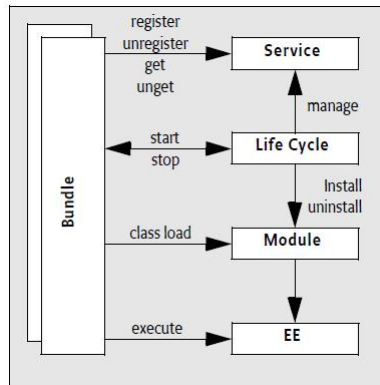 register
unregister
get
unget
Service
manage
start
stop
Life Cycle
Install
uninstall
Bundle
class load
Module
execute
EE